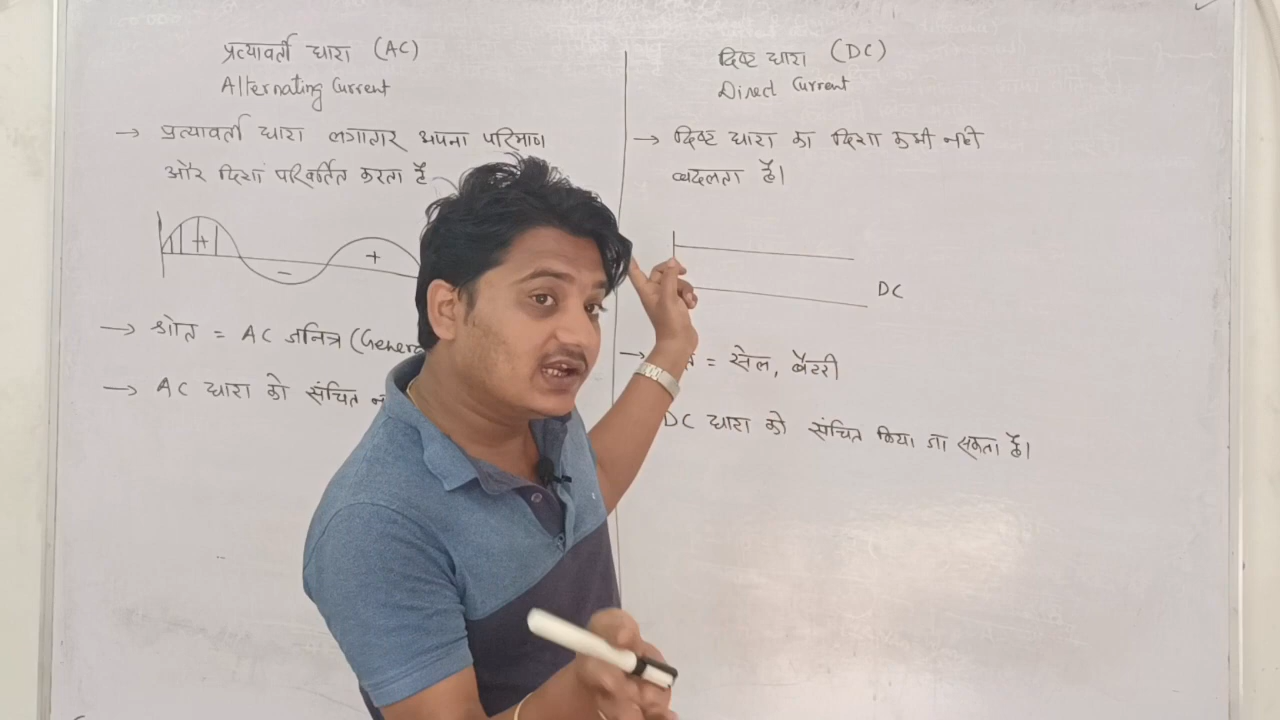 प्रत्यावर्ती धारा (AC)
Alternating Current
→ प्रत्यावर्ती धारा लगातार अपना परिमाण
और दिशा परिवर्तित करता है
+
-
+
→ श्रोत = AC जनित्र (Genera
→ AC धारा को संचित न
दिष्ट धारा (DC)
Direct Current
→ दिष्ट धारा का दिशा कभी नही
बदलता है।
DC
→ = सेल, बैटरी
DC धारा को संचित किया जा सकता है।